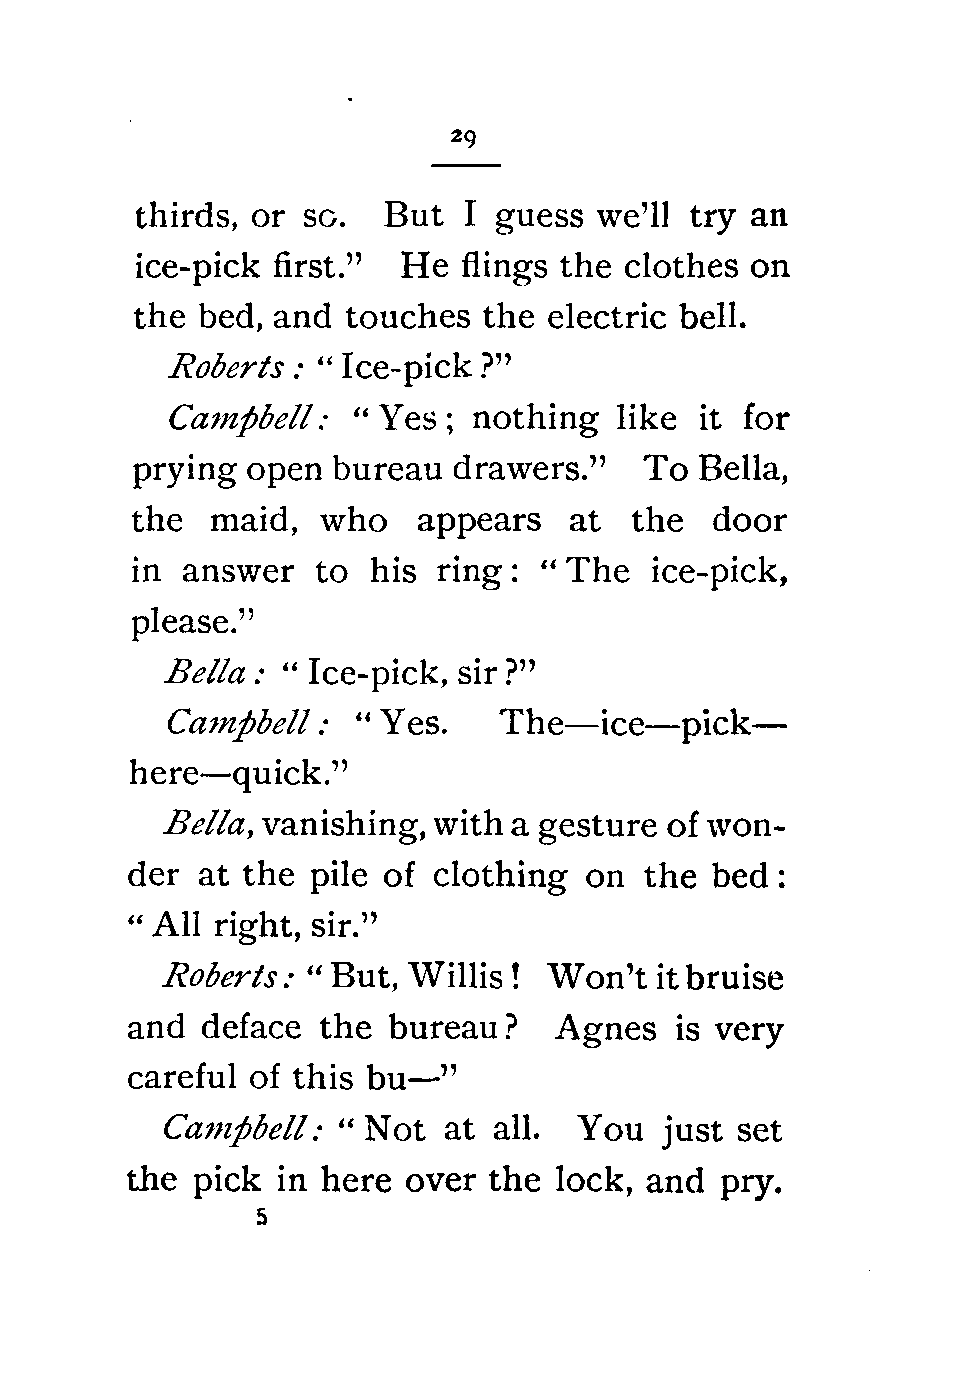 29
thirds, or so. But I guess we'll try an
ice-pick first." He flings the clothes on
the bed, and touches the electric bell.
Roberts: "Ice-pick?"
Campbell: "Yes; nothing like it for
prying open bureau drawers." To Bella,
the maid, who appears at the door
in answer to his ring: "The ice-pick,
please."
Bella: "Ice-pick, sir?"
Campbell: "Yes. The—ice—pick—
here—quick."
Bella, vanishing, with a gesture of won-
der at the pile of clothing on the bed:
"All right, sir."
Roberts: "But, Willis! Won't it bruise
and deface the bureau? Agnes is very
careful of this bu—"
Campbell: "Not at all. You just set
the pick in here over the lock, and pry.
5